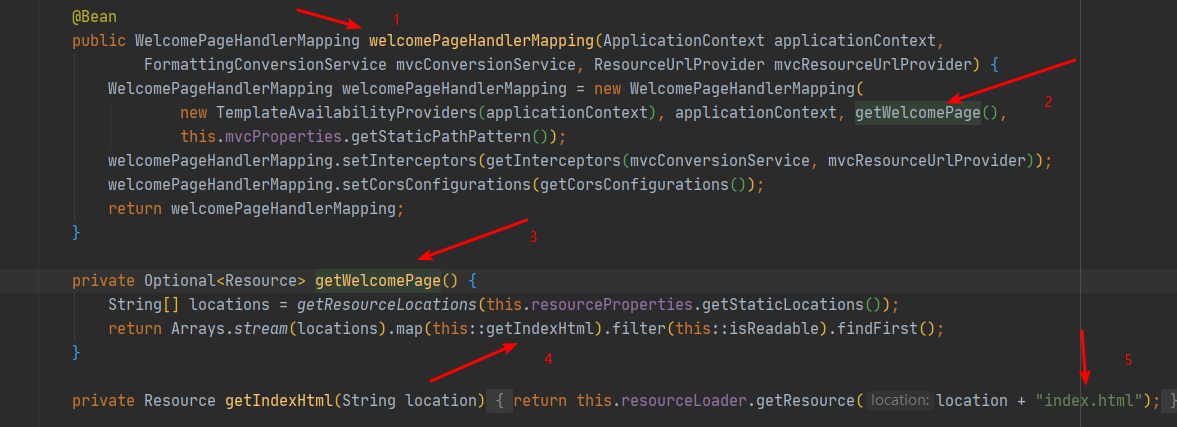 @Bean 1
public WelcomePageHandlerMapping welcomePageHandlerMapping(ApplicationContext applicationContext,
FormattingConversionService mvcConversionService, ResourceUrlProvider mvcResourceUrlProvider) {
WelcomePageHandlerMapping welcomePageHandlerMapping = new WelcomePageHandlerMapping( 2
new TemplateAvailabilityProviders(applicationContext), applicationContext, getWelcomePage(),
this.mvcProperties.getStaticPathPattern());
welcomePageHandlerMapping.setInterceptors(getInterceptors(mvcConversionService, mvcResourceUrlProvider));
welcomePageHandlerMapping.setCorsConfigurations(getCorsConfigurations());
return welcomePageHandlerMapping;
} 3
private Optional<Resource> getWelcomePage() {
String[] locations = getResourceLocations(this.resourceProperties.getStaticLocations());
return Arrays.stream(locations).map(this::getIndexHtml).filter(this::isReadable).findFirst();
} 4 5
private Resource getIndexHtml(String location) { return this.resourceLoader.getResource( location: location + "index.html"); }